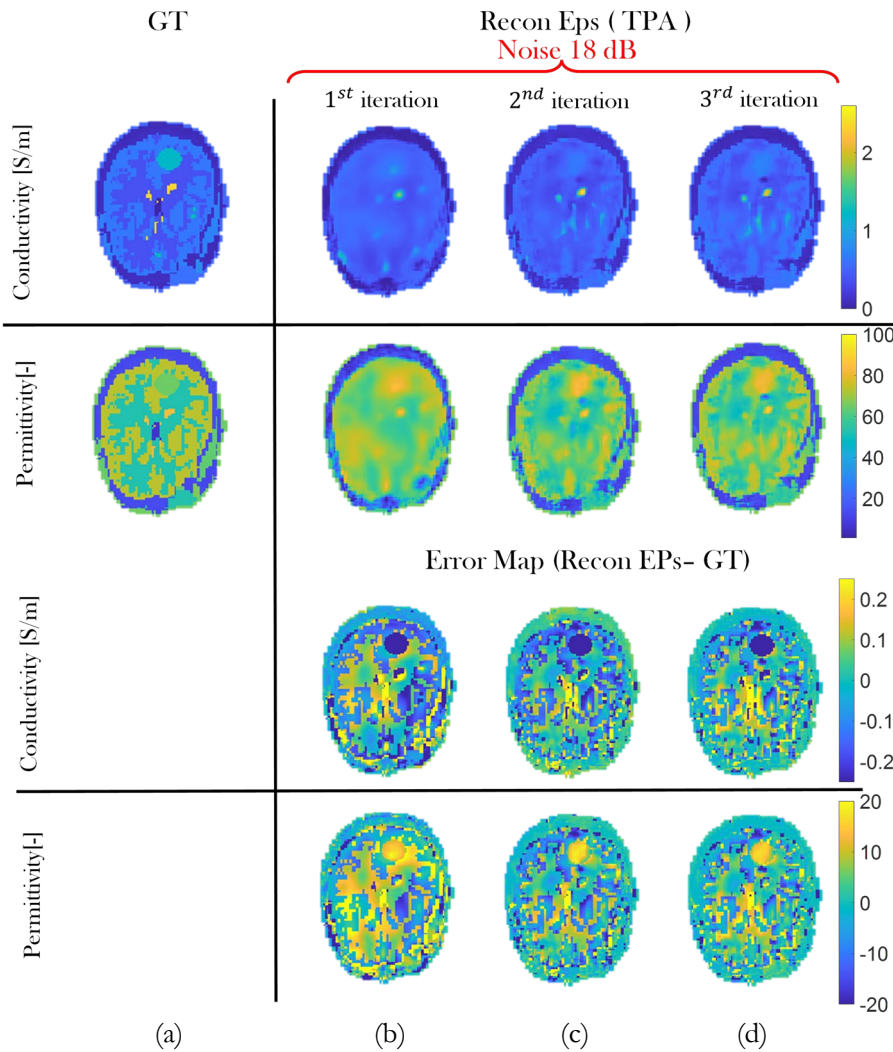 GT
Recon Eps ( TPA )
Noise 18 dB
1st iteration
2nd iteration
3rd iteration
Conductivity [S/m]
2
1
0
Permittivity[-]
100
80
60
40
20
Error Map (Recon EPs– GT)
Conductivity [S/m]
0.2
0.1
0
-0.1
-0.2
Permittivity[-]
20
10
0
-10
-20
(a)
(b)
(c)
(d)